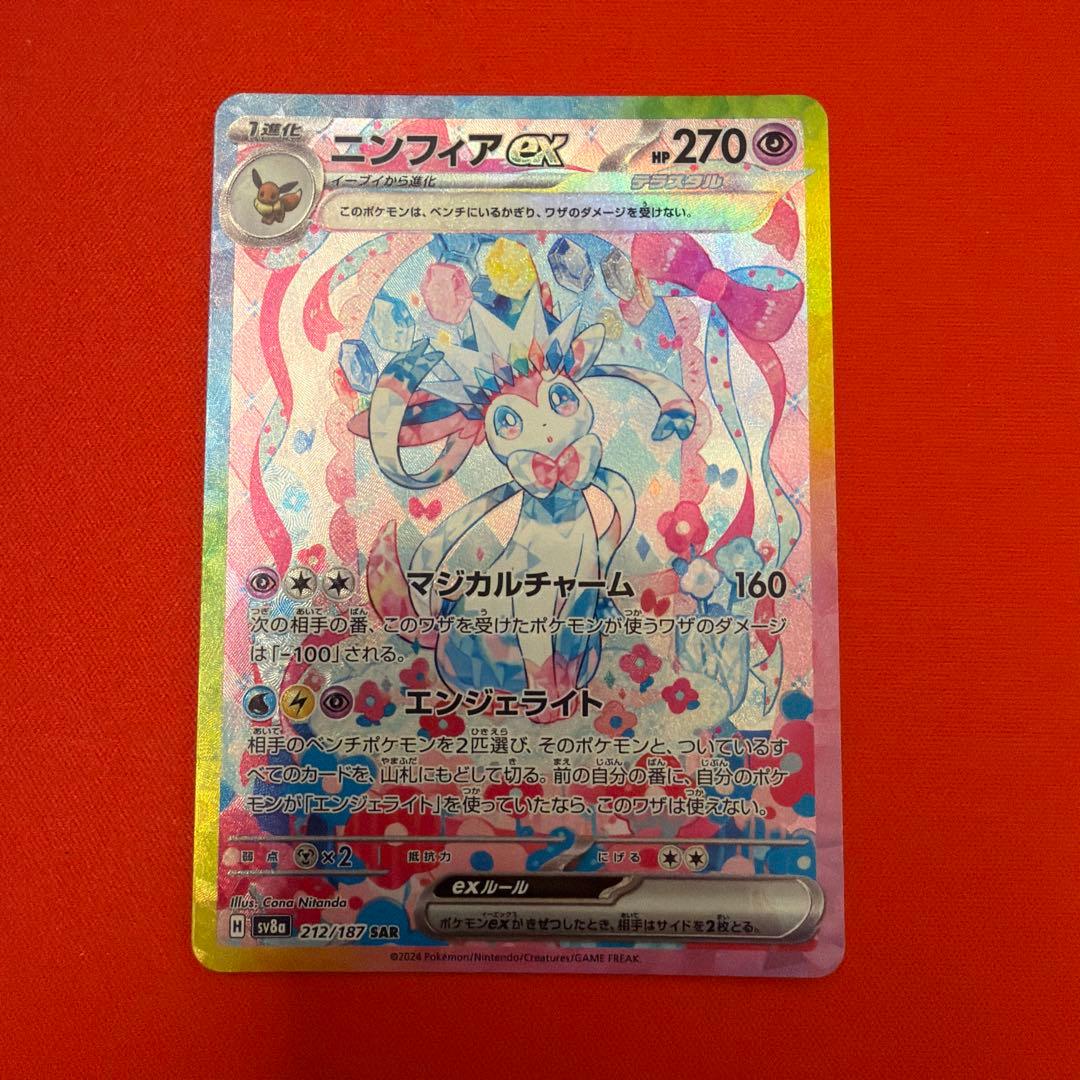 1進化 ニンフィアex HP270
イーブイから進化 テラスタル
このポケモンは、ベンチにいるかぎり、ワザのダメージを受けない。
マジカルチャーム 160
次の相手の番、このワザを受けたポケモンが使うワザのダメージ
は「-100」される。
エンジェライト
相手のベンチポケモンを2匹選び、そのポケモンと、ついているす
べてのカードを、山札にもどして切る。前の自分の番に、自分のポケ
モンが「エンジェライト」を使っていたなら、このワザは使えない。
弱点 ×2 抵抗力 にげる
exルール
ポケモンexがきぜつしたとき、相手はサイドを2枚とる。
Illus. Cona Nitanda
H sv8a 212/187 SAR
©2024 Pokémon/Nintendo/Creatures/GAME FREAK.